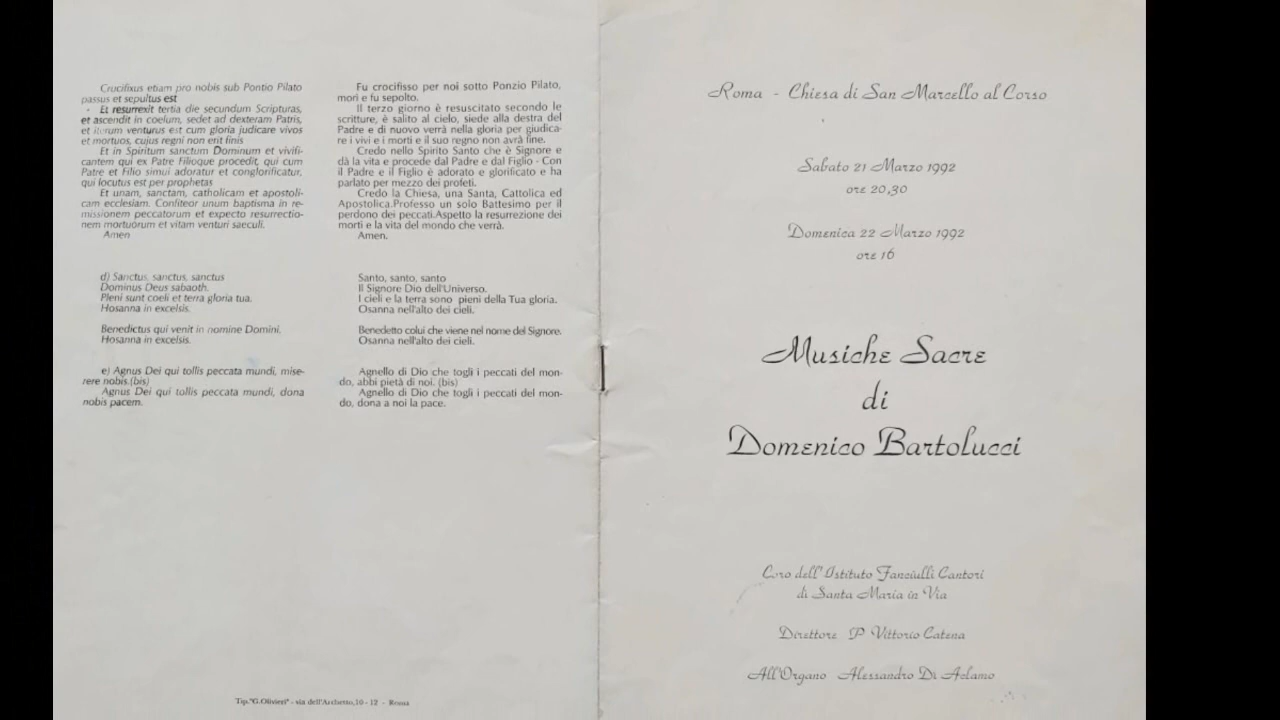 Crucifixus etiam pro nobis sub Pontio Pilato
passus et sepultus est
Et resurrexit tertia die secundum Scripturas,
et ascendit in coelum, sedet ad dexteram Patris,
et iterum venturus est cum gloria judicare vivos
et mortuos, cujus regni non erit finis
Et in Spiritum sanctum Dominum et vivifi-
cantem qui ex Patre Filioque procedit, qui cum
Patre et Filio simul adoratur et conglorificatur,
qui locutus est per prophetas
Et unam, sanctam, catholicam et apostoli-
cam ecclesiam. Confiteor unum baptisma in re-
missionem peccatorum et expecto resurrectio-
nem mortuorum et vitam venturi saeculi.
Amen
d) Sanctus, sanctus, sanctus
Dominus Deus sabaoth.
Pleni sunt coeli et terra gloria tua.
Hosanna in excelsis.
Benedictus qui venit in nomine Domini.
Hosanna in excelsis.
e) Agnus Dei qui tollis peccata mundi, mise-
rere nobis.(bis)
Agnus Dei qui tollis peccata mundi, dona
nobis pacem.
Fu crocifisso per noi sotto Ponzio Pilato,
morì e fu sepolto.
Il terzo giorno è resuscitato secondo le
scritture, è salito al cielo, siede alla destra del
Padre e di nuovo verrà nella gloria per giudica-
re i vivi e i morti e il suo regno non avrà fine.
Credo nello Spirito Santo che è Signore e
dà la vita e procede dal Padre e dal Figlio - Con
il Padre e il Figlio è adorato e glorificato e ha
parlato per mezzo dei profeti.
Credo la Chiesa, una Santa, Cattolica ed
Apostolica.Professo un solo Battesimo per il
perdono dei peccati.Aspetto la resurrezione dei
morti e la vita del mondo che verrà.
Amen.
Santo, santo, santo
Il Signore Dio dell'Universo.
I cieli e la terra sono pieni della Tua gloria.
Osanna nell'alto dei cieli.
Benedetto colui che viene nel nome del Signore.
Osanna nell'alto dei cieli.
Agnello di Dio che togli i peccati del mon-
do, abbi pietà di noi. (bis)
Agnello di Dio che togli i peccati del mon-
do, dona a noi la pace.
Tip."G.Olivieri" - via dell'Archetto,10 - 12 - Roma
Roma - Chiesa di San Marcello al Corso
Sabato 21 Marzo 1992
ore 20,30
Domenica 22 Marzo 1992
ore 16
Musiche Sacre
di
Domenico Bartolucci
Coro dell'Istituto Fanciulli Cantori
di Santa Maria in Via
Direttore P Vittorio Catena
All'Organo Alessandro Di Aclamo